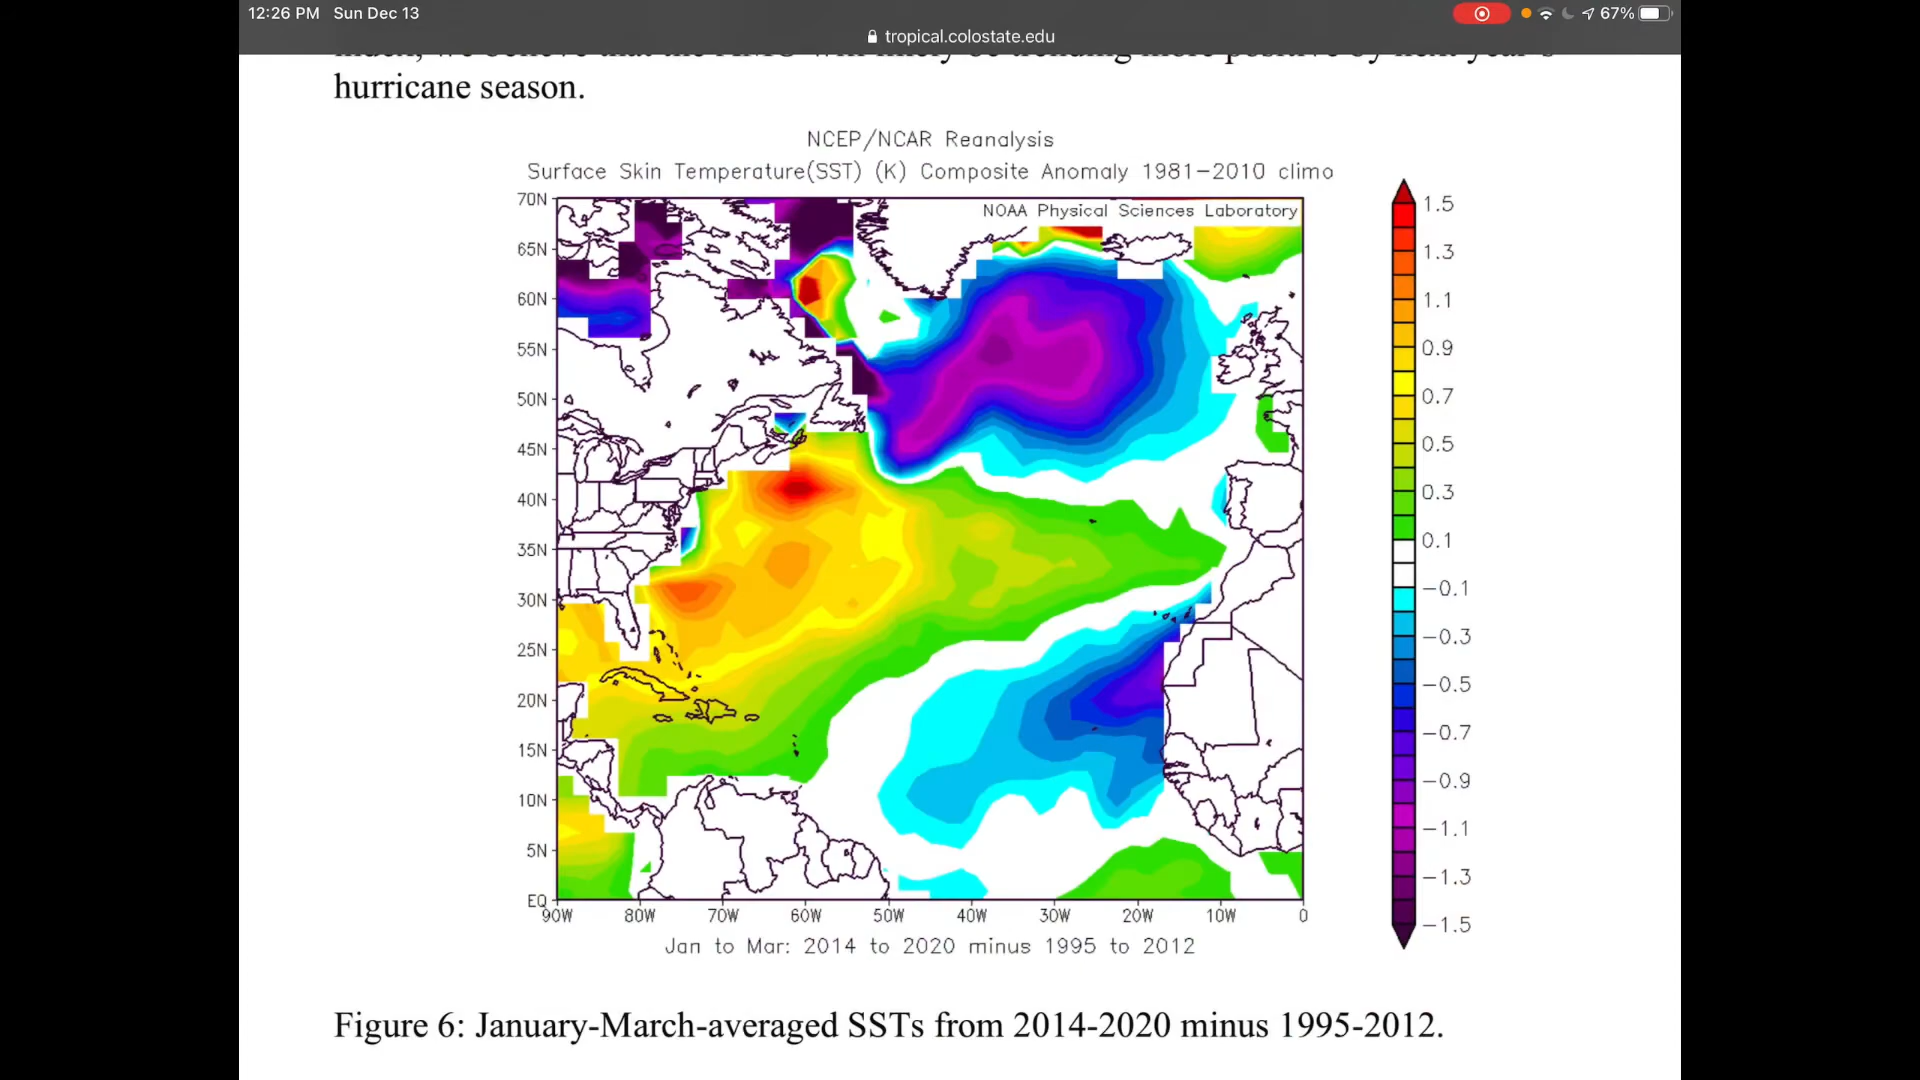 12:26 PM Sun Dec 13
67%
tropical.colostate.edu
hurricane season.
NCEP/NCAR Reanalysis
Surface Skin Temperature(SST) (K) Composite Anomaly 1981-2010 climo
NOAA Physical Sciences Laboratory
70N
65N
60N
55N
50N
45N
40N
35N
30N
25N
20N
15N
10N
5N
EQ
90W 80W 70W 60W 50W 40W 30W 20W 10W 0
1.5
1.3
1.1
0.9
0.7
0.5
0.3
0.1
-0.1
-0.3
-0.5
-0.7
-0.9
-1.1
-1.3
-1.5
Jan to Mar: 2014 to 2020 minus 1995 to 2012
Figure 6: January-March-averaged SSTs from 2014-2020 minus 1995-2012.